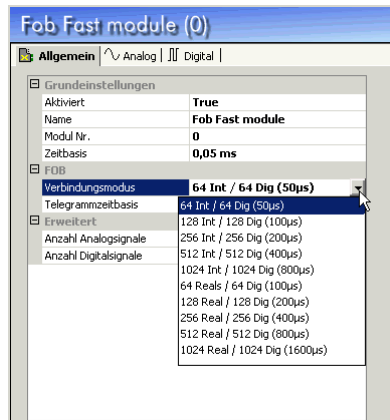 Fob Fast module (0)
Allgemein Analog Digital
Grundeinstellungen
Aktiviert True
Name Fob Fast module
Modul Nr. 0
Zeitbasis 0,05 ms
FOB
Verbindungsmodus 64 Int / 64 Dig (50µs)
Telegrammzeitbasis
Erweitert
Anzahl Analogsignale
Anzahl Digitalsignale
64 Int / 64 Dig (50µs)
128 Int / 128 Dig (100µs)
256 Int / 256 Dig (200µs)
512 Int / 512 Dig (400µs)
1024 Int / 1024 Dig (800µs)
64 Reals / 64 Dig (100µs)
128 Real / 128 Dig (200µs)
256 Real / 256 Dig (400µs)
512 Real / 512 Dig (800µs)
1024 Real / 1024 Dig (1600µs)